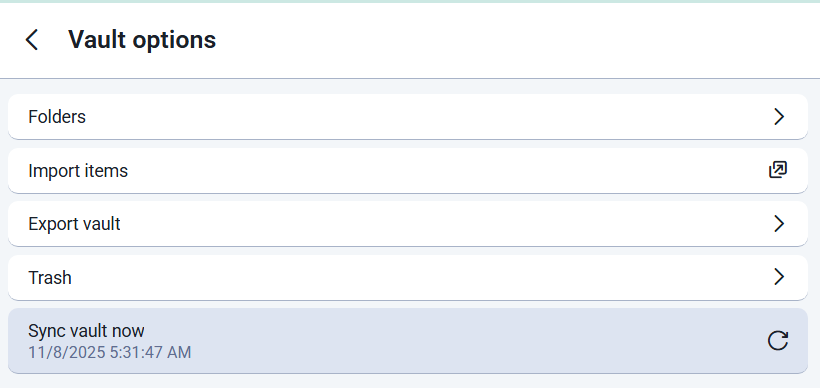 Vault options
Folders
Import items
Export vault
Trash
Sync vault now
11/8/2025 5:31:47 AM